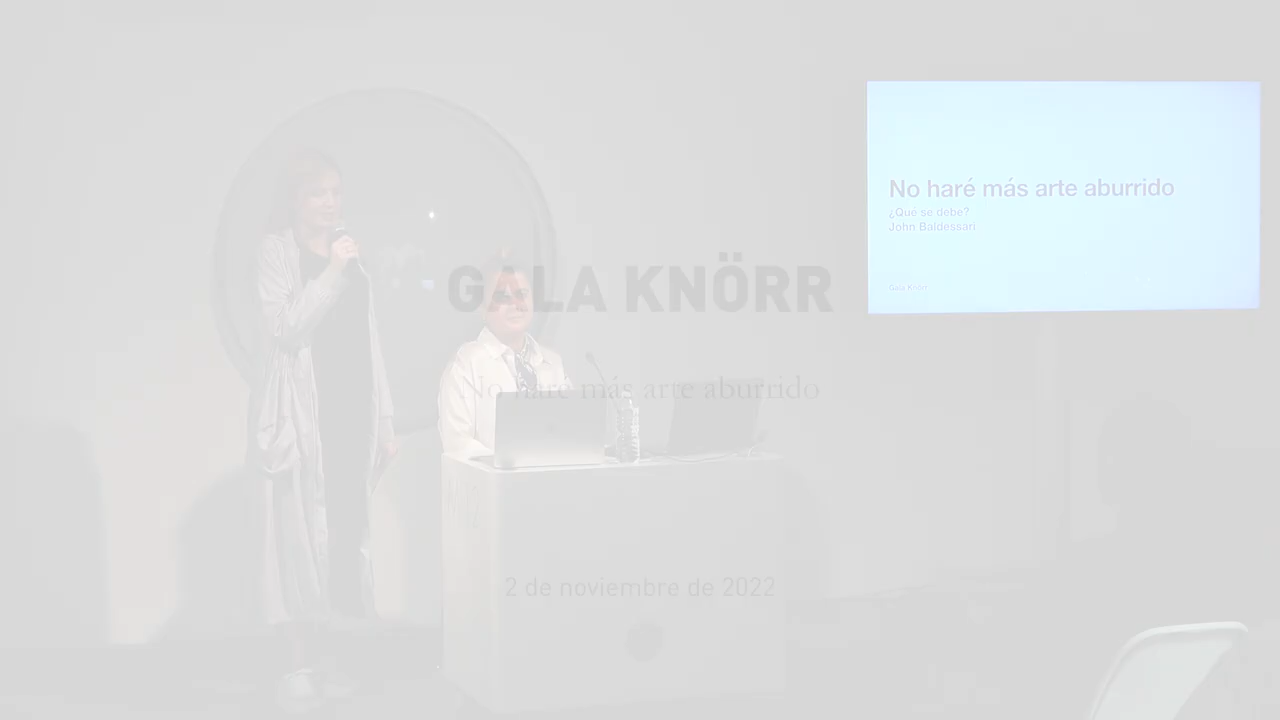 No haré más arte aburrido
¿Qué se debe?
John Baldessari
Gala Knörr
GALA KNÖRR
No haré más arte aburrido
2 de noviembre de 2022